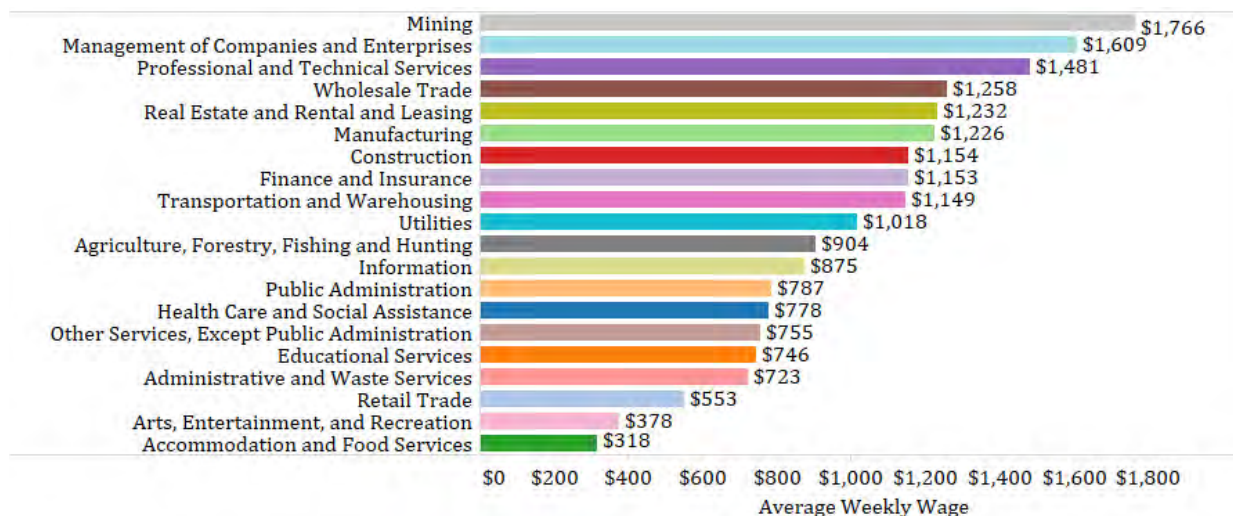 Mining $1,766
Management of Companies and Enterprises $1,609
Professional and Technical Services $1,481
Wholesale Trade $1,258
Real Estate and Rental and Leasing $1,232
Manufacturing $1,226
Construction $1,154
Finance and Insurance $1,153
Transportation and Warehousing $1,149
Utilities $1,018
Agriculture, Forestry, Fishing and Hunting $904
Information $875
Public Administration $787
Health Care and Social Assistance $778
Other Services, Except Public Administration $755
Educational Services $746
Administrative and Waste Services $723
Retail Trade $553
Arts, Entertainment, and Recreation $378
Accommodation and Food Services $318
$0 $200 $400 $600 $800 $1,000 $1,200 $1,400 $1,600 $1,800
Average Weekly Wage